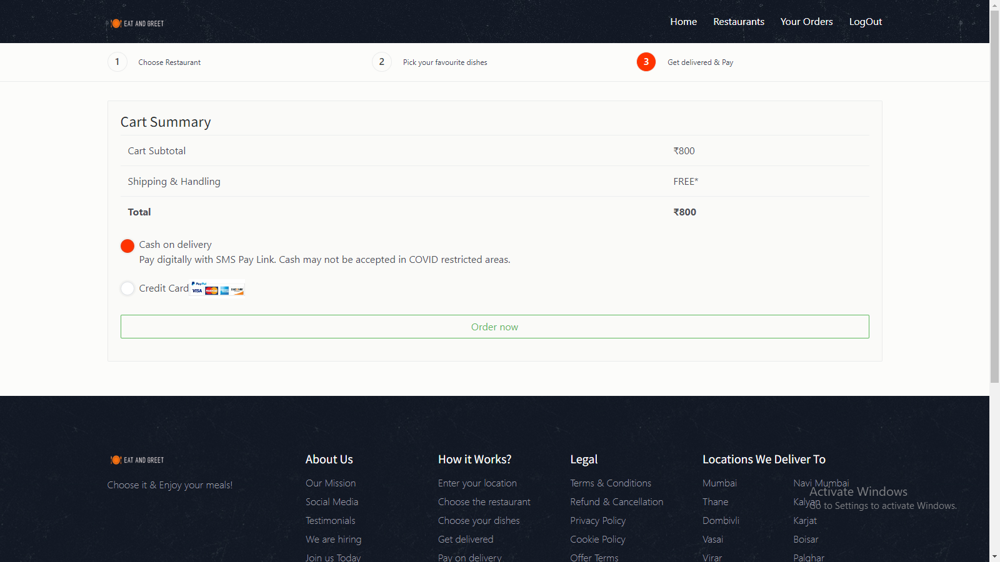 EAT AND GREET
Home Restaurants Your Orders LogOut
1 Choose Restaurant 2 Pick your favourite dishes 3 Get delivered & Pay
Cart Summary
Cart Subtotal ₹800
Shipping & Handling FREE*
Total ₹800
Cash on delivery
Pay digitally with SMS Pay Link. Cash may not be accepted in COVID restricted areas.
Credit Card PayPal VISA MasterCard DISCOVER
Order now
EAT AND GREET
Choose it & Enjoy your meals!
About Us
Our Mission
Social Media
Testimonials
We are hiring
Join us Today
How it Works?
Enter your location
Choose the restaurant
Choose your dishes
Get delivered
Pay on delivery
Legal
Terms & Conditions
Refund & Cancellation
Privacy Policy
Cookie Policy
Offer Terms
Locations We Deliver To
Mumbai
Thane
Dombivli
Vasai
Virar
Navi Mumbai
Kalyan
Karjat
Boisar
Palghar
Activate Windows
Go to Settings to activate Windows.